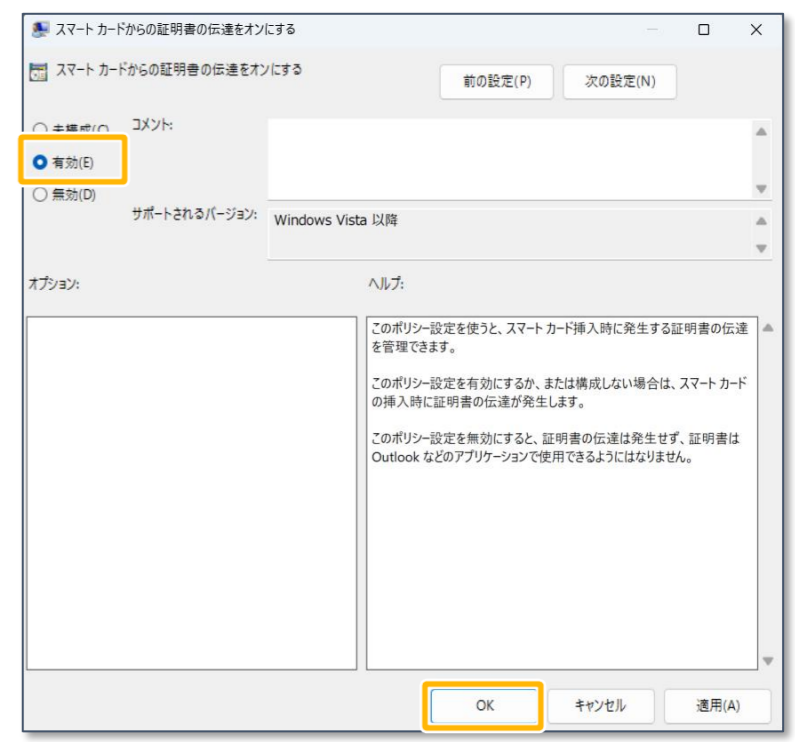 スマート カードからの証明書の伝達をオンにする
スマート カードからの証明書の伝達をオンにする
前の設定(P)
次の設定(N)
コメント:
有効(E)
無効(D)
サポートされるバージョン:
Windows Vista 以降
オプション:
ヘルプ:
このポリシー設定を使うと、スマート カード挿入時に発生する証明書の伝達
を管理できます。
このポリシー設定を有効にするか、または構成しない場合は、スマート カード
の挿入時に証明書の伝達が発生します。
このポリシー設定を無効にすると、証明書の伝達は発生せず、証明書は
Outlook などのアプリケーションで使用できるようにはなりません。
OK
キャンセル
適用(A)